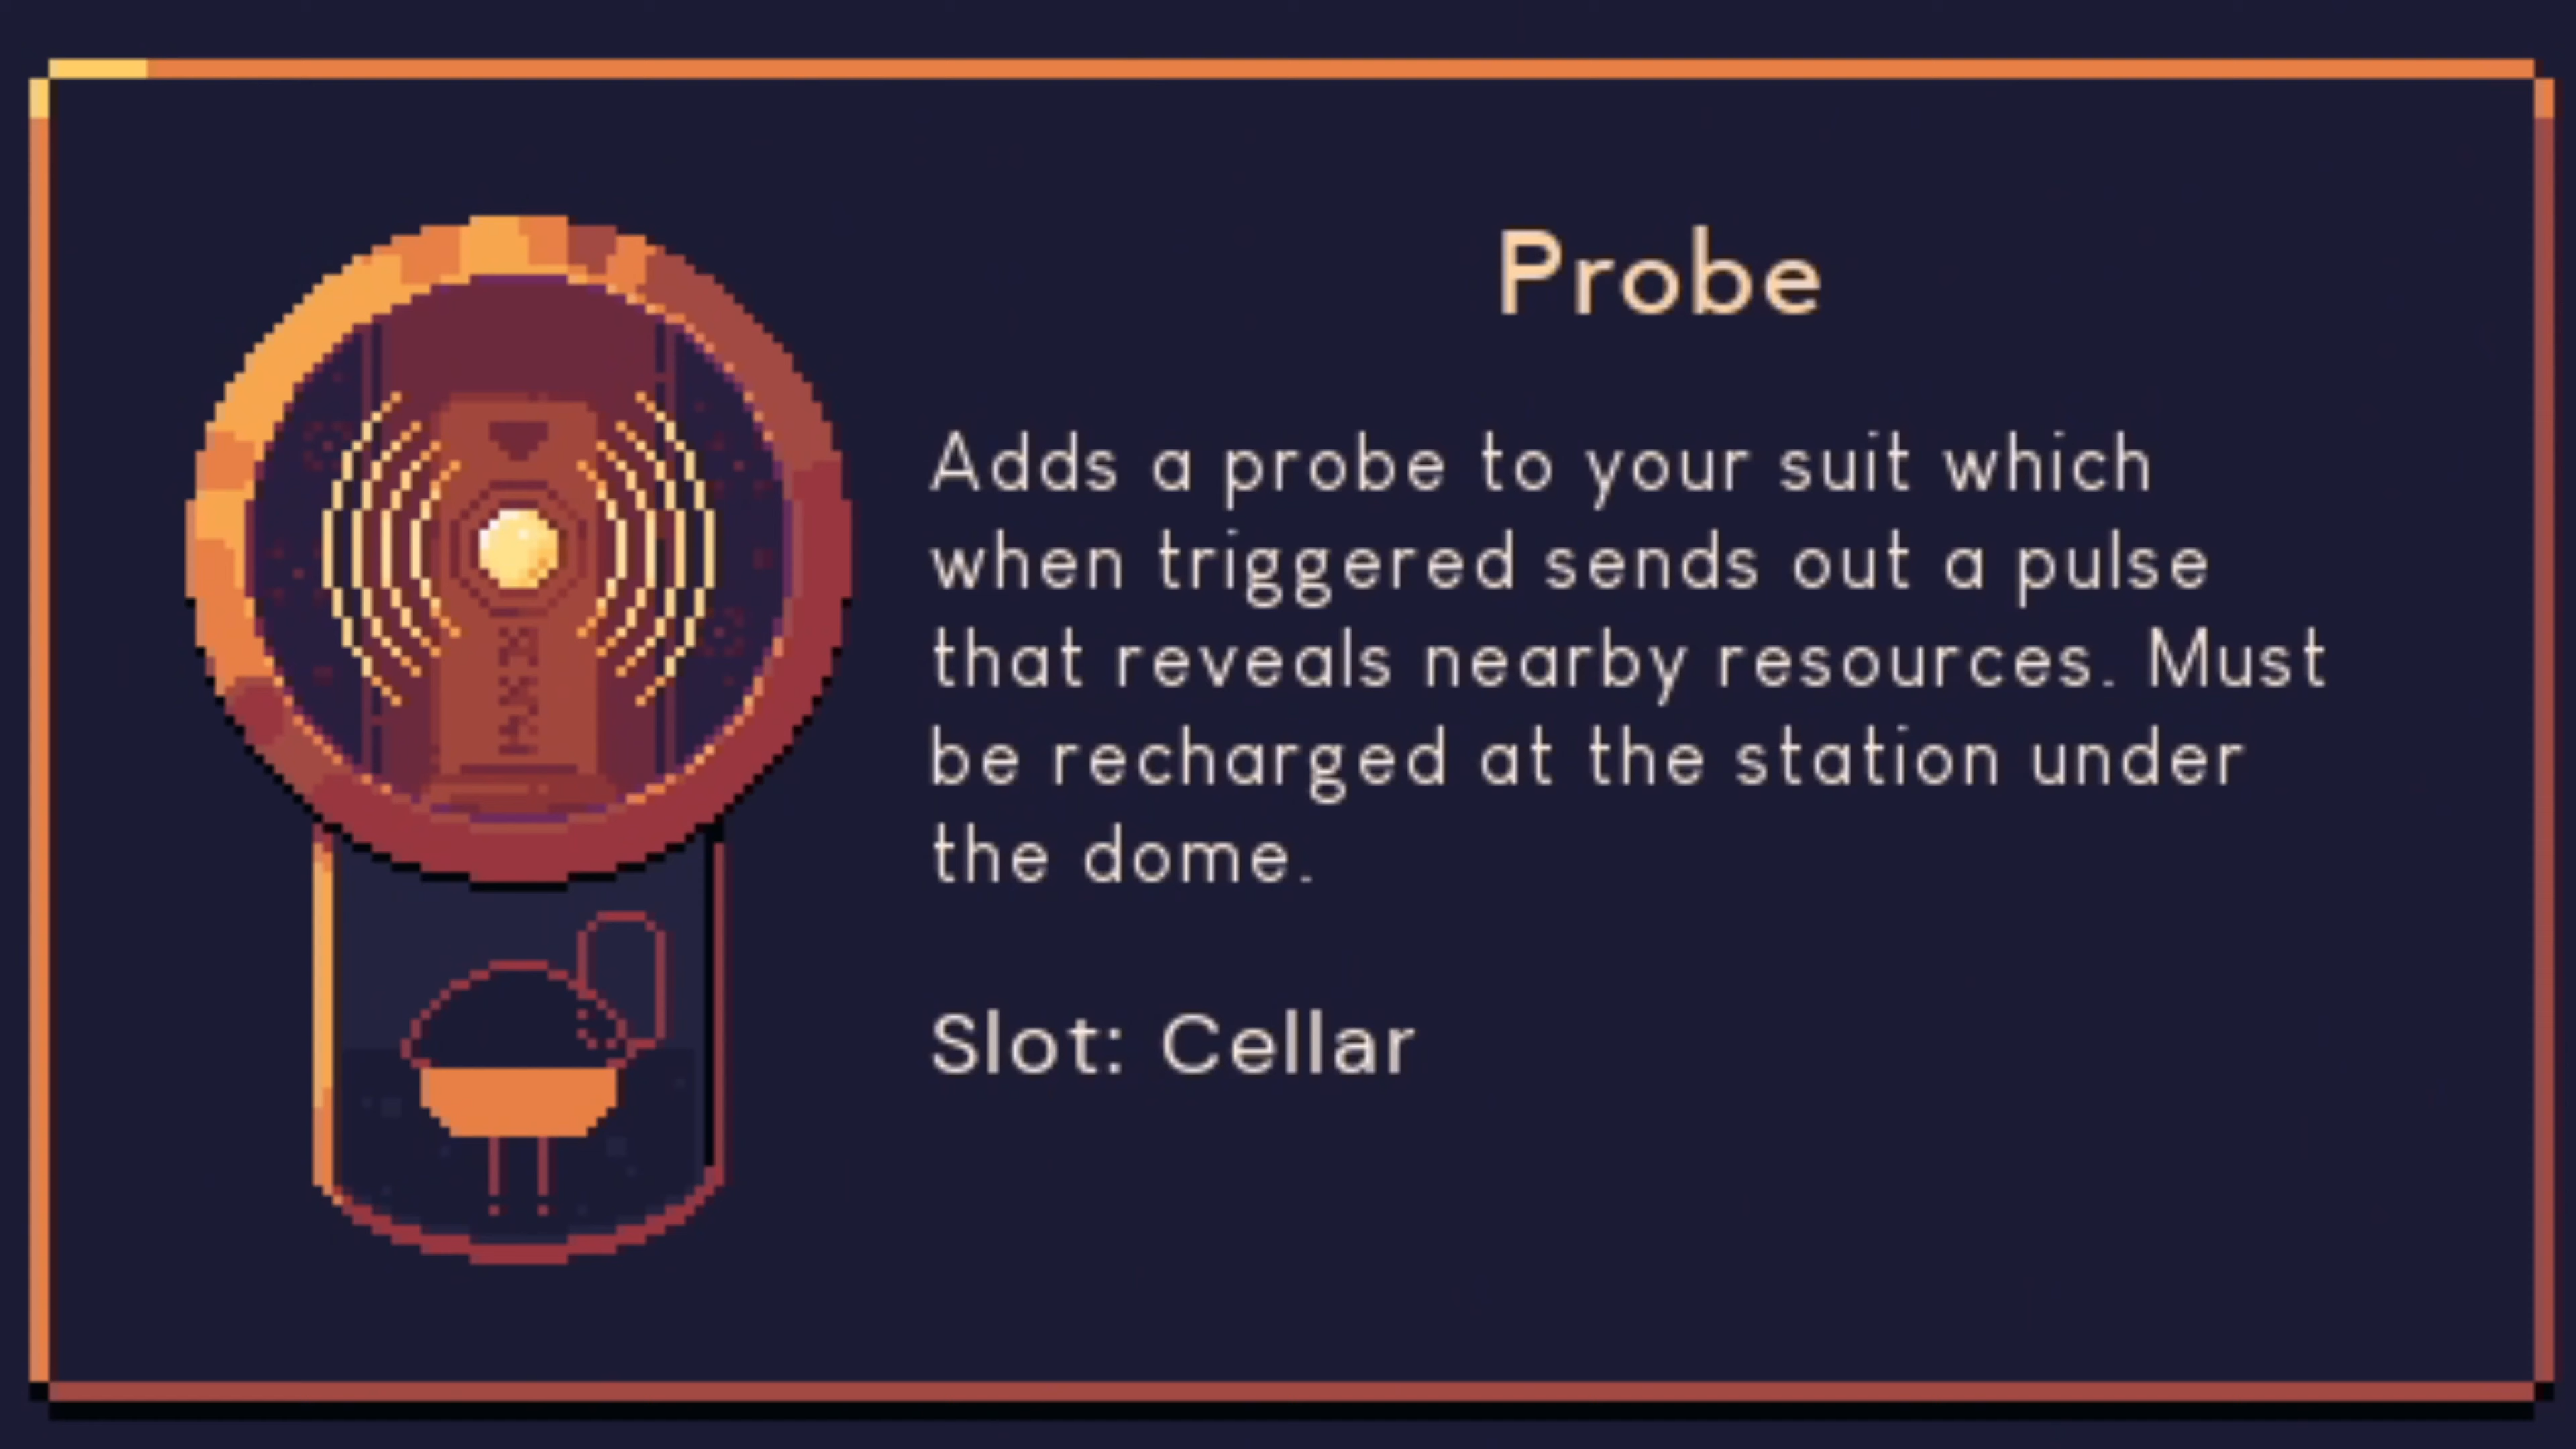 Probe
Adds a probe to your suit which
when triggered sends out a pulse
that reveals nearby resources. Must
be recharged at the station under
the dome.
Slot: Cellar